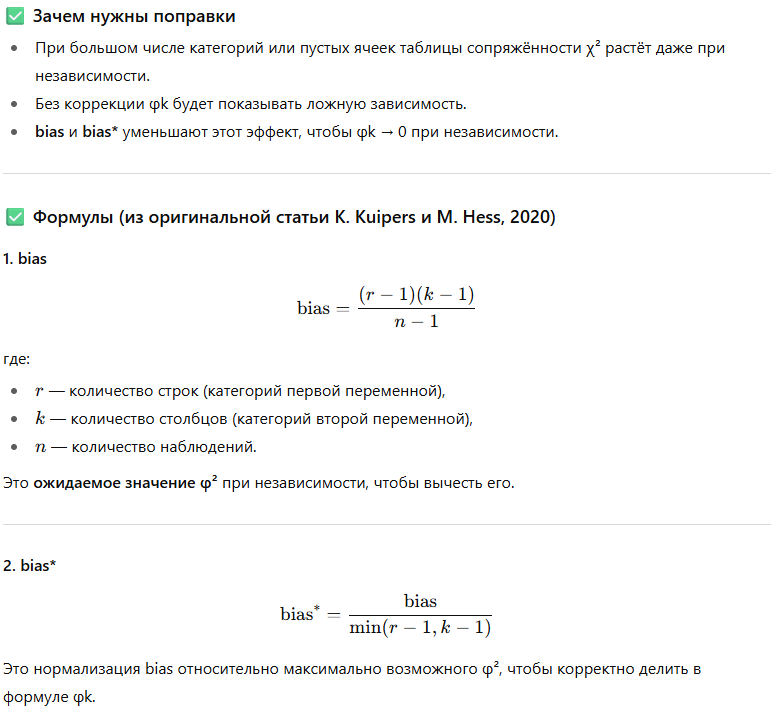 ✅ Зачем нужны поправки
• При большом числе категорий или пустых ячеек таблицы сопряжённости χ² растёт даже при
независимости.
• Без коррекции φk будет показывать ложную зависимость.
• bias и bias* уменьшают этот эффект, чтобы φk → 0 при независимости.
✅ Формулы (из оригинальной статьи K. Kuipers и M. Hess, 2020)
1. bias
bias = (r − 1)(k − 1) / n − 1
где:
• r — количество строк (категорий первой переменной),
• k — количество столбцов (категорий второй переменной),
• n — количество наблюдений.
Это ожидаемое значение φ² при независимости, чтобы вычесть его.
2. bias*
bias* = bias / min(r − 1, k − 1)
Это нормализация bias относительно максимально возможного φ², чтобы корректно делить в
формуле φk.